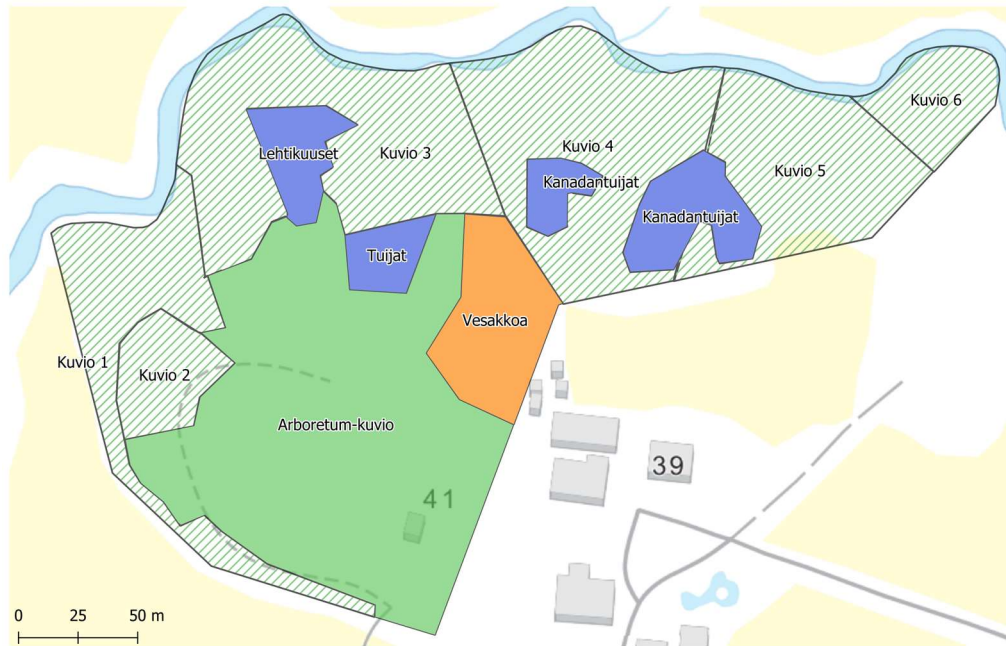 Kuvio 6
Kuvio 4
Lehtikuuset
Kuvio 3
Kuvio 5
Kanadantuijat
Kanadantuijat
Tuijat
Vesakkoa
Kuvio 1
Kuvio 2
Arboretum-kuvio
39
41
0 25 50 m